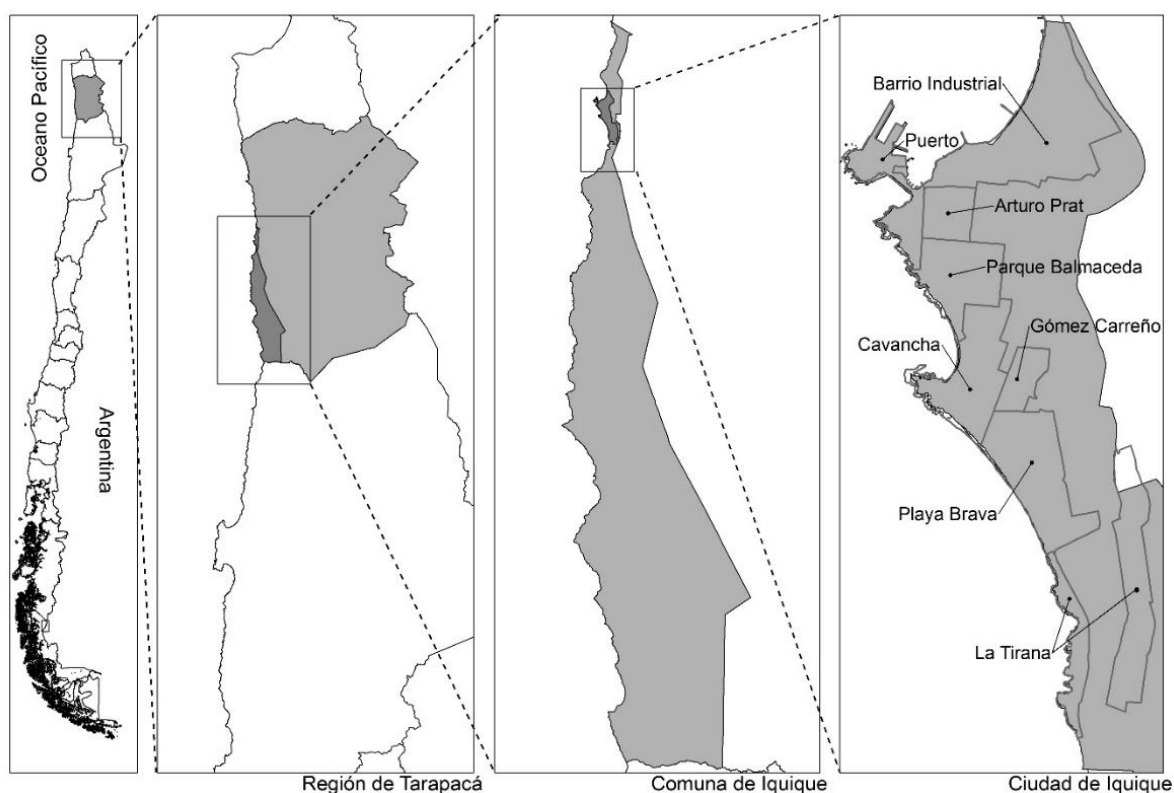 Oceano Pacífico
Argentina
Región de Tarapacá
Comuna de Iquique
Barrio Industrial
Puerto
Arturo Prat
Parque Balmaceda
Gómez Carreño
Cavancha
Playa Brava
La Tirana
Ciudad de Iquique